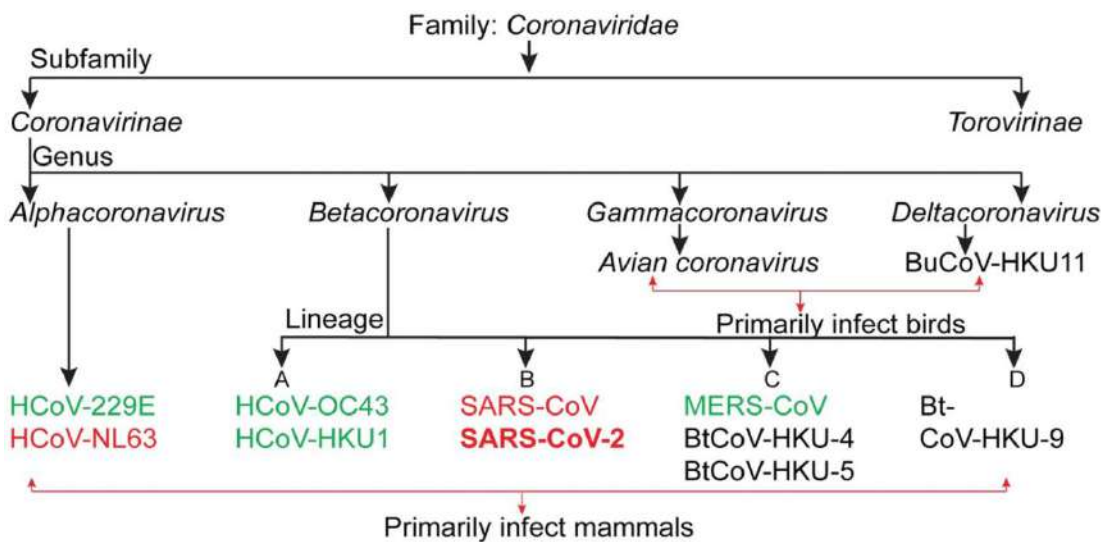 Family: Coronaviridae
Subfamily
Coronavirinae
Torovirinae
Genus
Alphacoronavirus
Betacoronavirus
Gammacoronavirus
Deltacoronavirus
Avian coronavirus
BuCoV-HKU11
Lineage
Primarily infect birds
A
B
C
D
HCoV-229E
HCoV-NL63
HCoV-OC43
HCoV-HKU1
SARS-CoV
SARS-CoV-2
MERS-CoV
BtCoV-HKU-4
BtCoV-HKU-5
Bt-
CoV-HKU-9
Primarily infect mammals